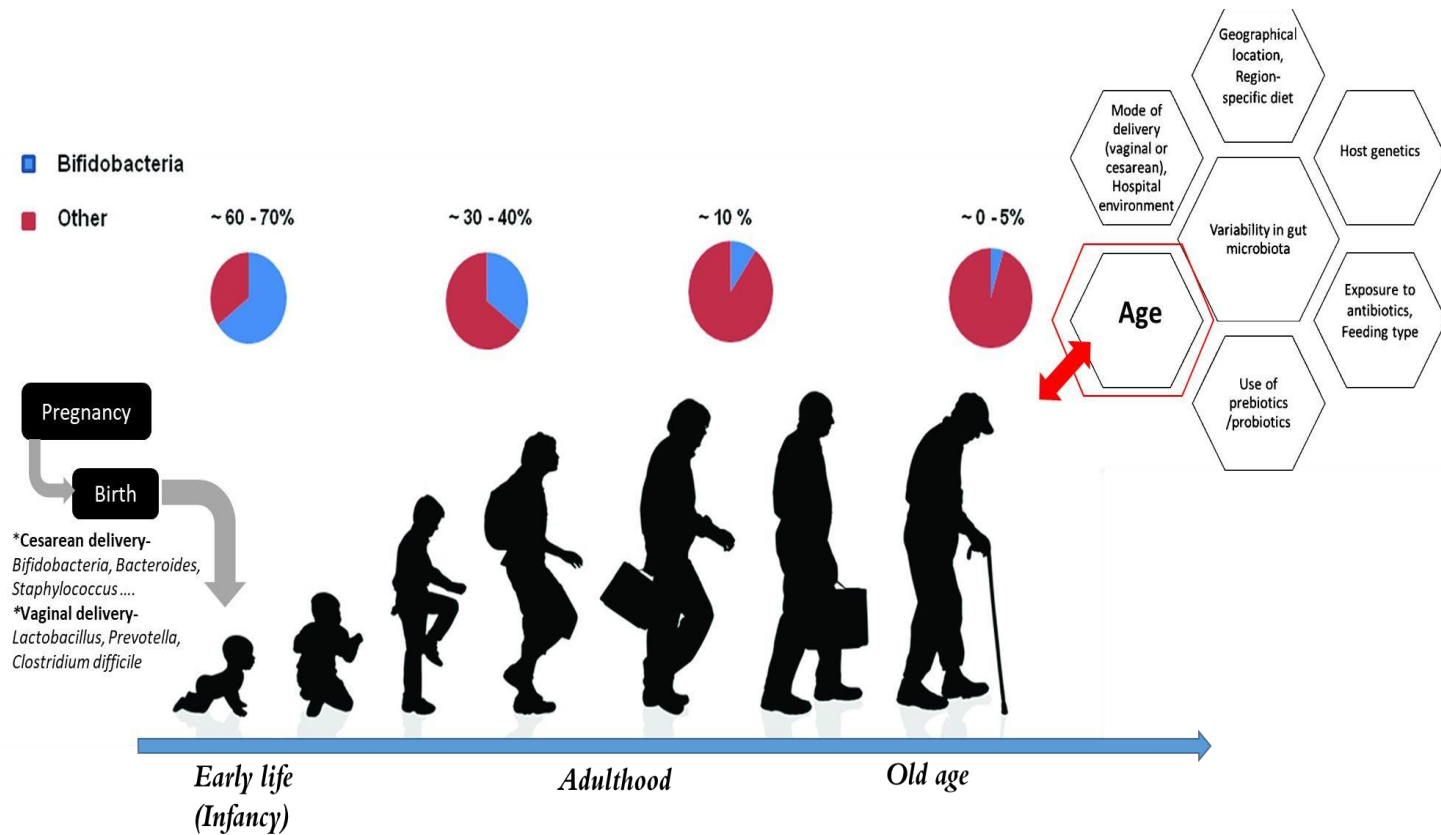 Bifidobacteria
Other
~ 60 - 70%
~ 30 - 40%
~ 10 %
~ 0 - 5%
Geographical
location,
Region-
specific diet
Mode of
delivery
(vaginal or
cesarean),
Hospital
environment
Host genetics
Variability in gut
microbiota
Age
Exposure to
antibiotics,
Feeding type
Use of
prebiotics
/probiotics
Pregnancy
Birth
*Cesarean delivery-
Bifidobacteria, Bacteroides,
Staphylococcus ....
*Vaginal delivery-
Lactobacillus, Prevotella,
Clostridium difficile
Early life
(Infancy)
Adulthood
Old age